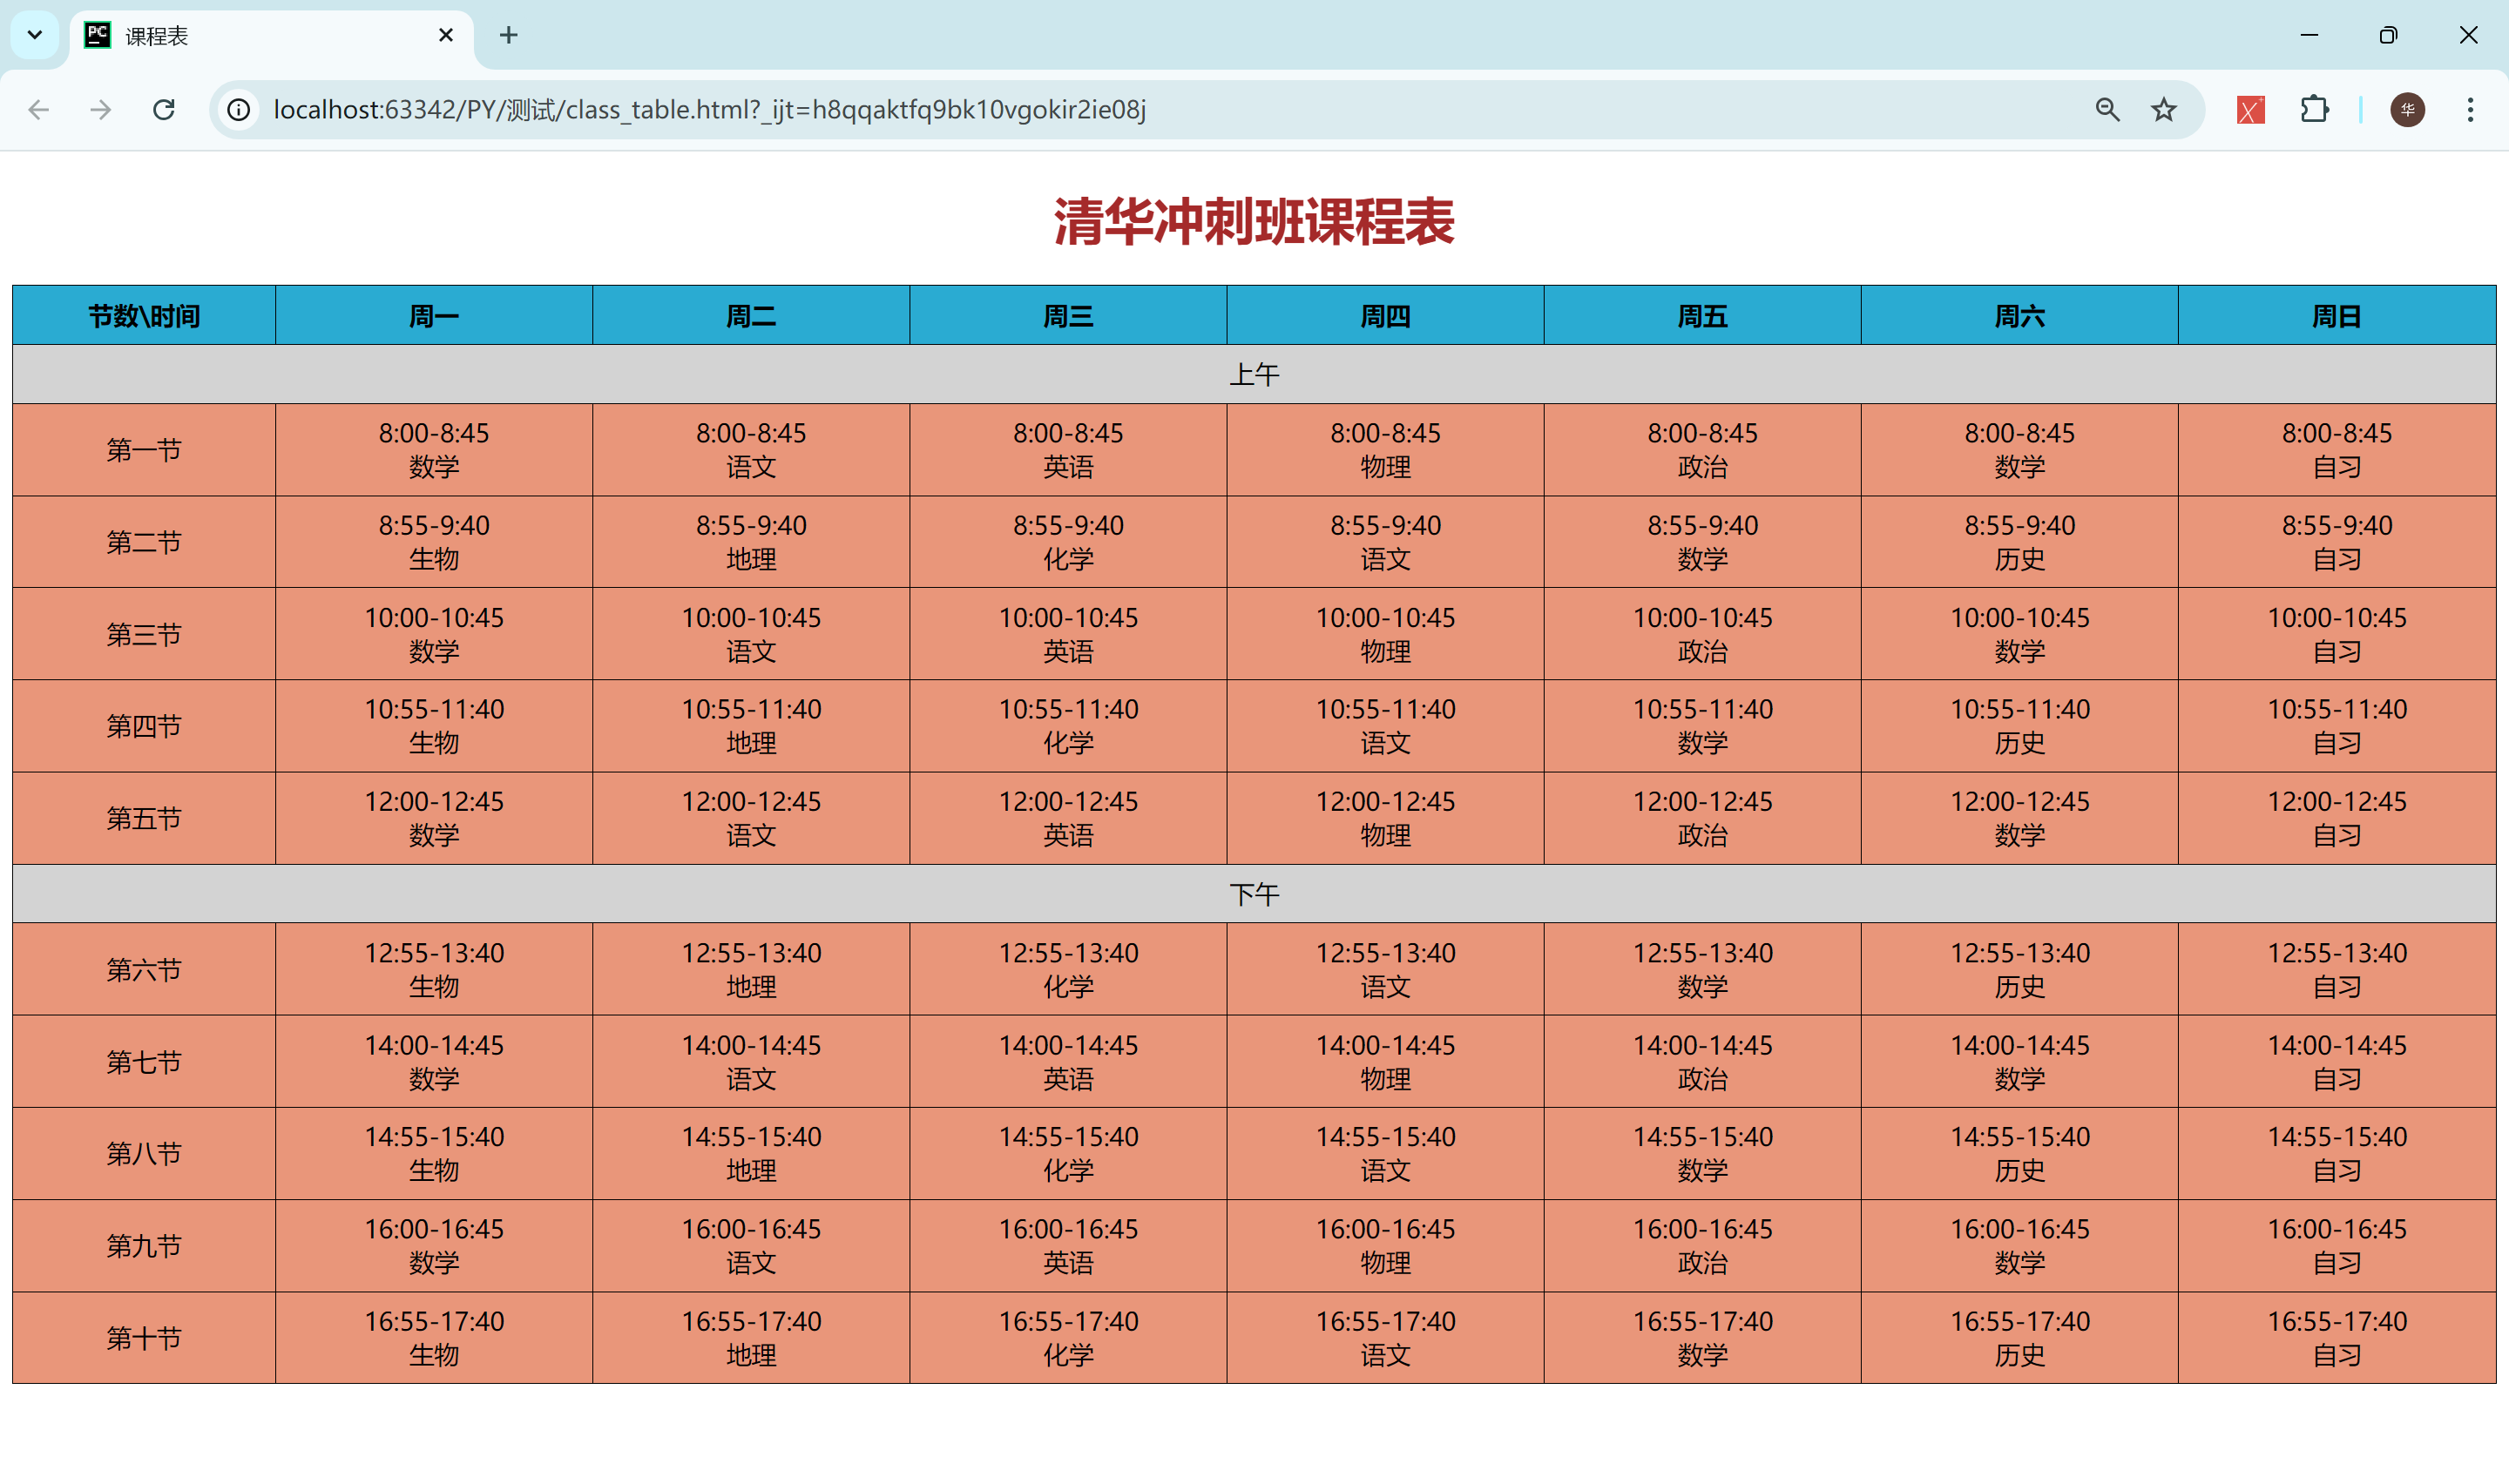 课程表
localhost:63342/PY/测试/class_table.html?_ijt=h8qqaktfq9bk10vgokir2ie08j
华
清华冲刺班课程表
节数\时间 周一 周二 周三 周四 周五 周六 周日
上午
第一节 8:00-8:45 8:00-8:45 8:00-8:45 8:00-8:45 8:00-8:45 8:00-8:45 8:00-8:45
数学 语文 英语 物理 政治 数学 自习
第二节 8:55-9:40 8:55-9:40 8:55-9:40 8:55-9:40 8:55-9:40 8:55-9:40 8:55-9:40
生物 地理 化学 语文 数学 历史 自习
第三节 10:00-10:45 10:00-10:45 10:00-10:45 10:00-10:45 10:00-10:45 10:00-10:45 10:00-10:45
数学 语文 英语 物理 政治 数学 自习
第四节 10:55-11:40 10:55-11:40 10:55-11:40 10:55-11:40 10:55-11:40 10:55-11:40 10:55-11:40
生物 地理 化学 语文 数学 历史 自习
第五节 12:00-12:45 12:00-12:45 12:00-12:45 12:00-12:45 12:00-12:45 12:00-12:45 12:00-12:45
数学 语文 英语 物理 政治 数学 自习
下午
第六节 12:55-13:40 12:55-13:40 12:55-13:40 12:55-13:40 12:55-13:40 12:55-13:40 12:55-13:40
生物 地理 化学 语文 数学 历史 自习
第七节 14:00-14:45 14:00-14:45 14:00-14:45 14:00-14:45 14:00-14:45 14:00-14:45 14:00-14:45
数学 语文 英语 物理 政治 数学 自习
第八节 14:55-15:40 14:55-15:40 14:55-15:40 14:55-15:40 14:55-15:40 14:55-15:40 14:55-15:40
生物 地理 化学 语文 数学 历史 自习
第九节 16:00-16:45 16:00-16:45 16:00-16:45 16:00-16:45 16:00-16:45 16:00-16:45 16:00-16:45
数学 语文 英语 物理 政治 数学 自习
第十节 16:55-17:40 16:55-17:40 16:55-17:40 16:55-17:40 16:55-17:40 16:55-17:40 16:55-17:40
生物 地理 化学 语文 数学 历史 自习